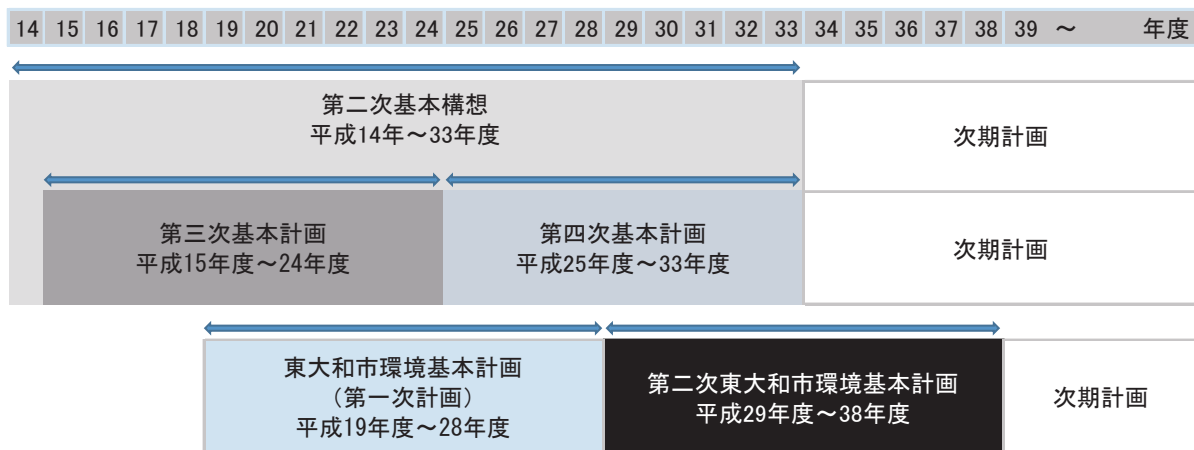 14 15 16 17 18 19 20 21 22 23 24 25 26 27 28 29 30 31 32 33 34 35 36 37 38 39 ～ 年度
第二次基本構想
平成14年～33年度
次期計画
第三次基本計画
平成15年度～24年度
第四次基本計画
平成25年度～33年度
次期計画
東大和市環境基本計画
（第一次計画）
平成19年度～28年度
第二次東大和市環境基本計画
平成29年度～38年度
次期計画